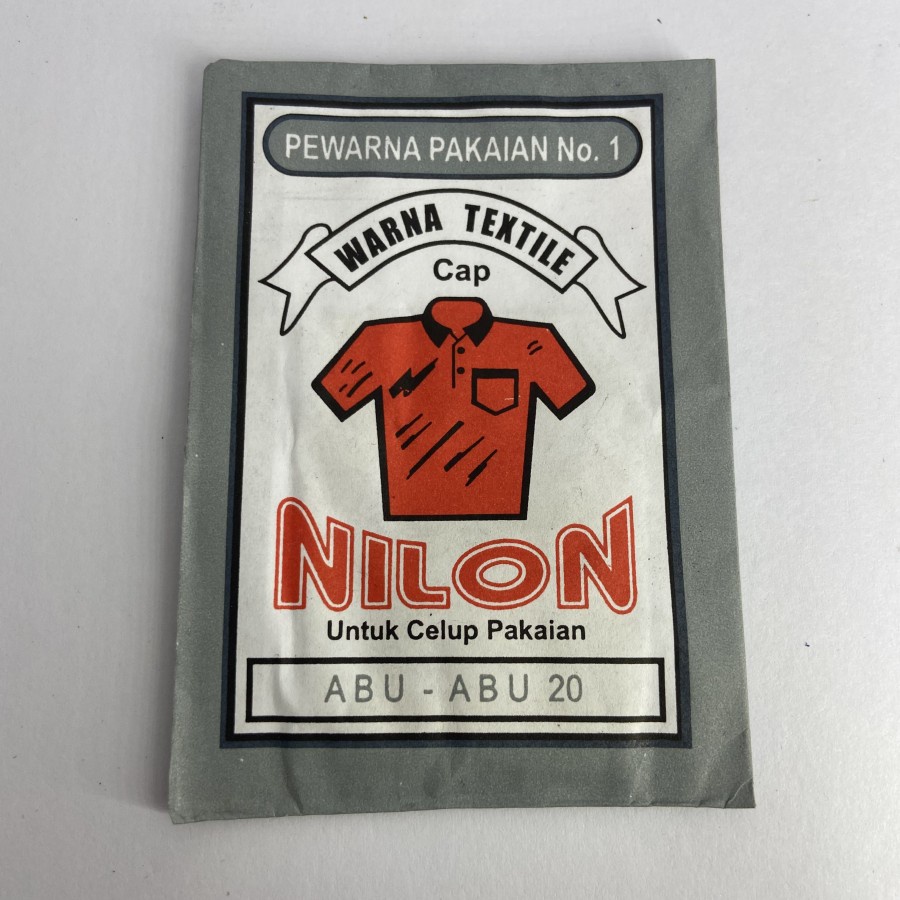 PEWARNA PAKAIAN No. 1
WARNA TEXTILE
Cap
NILON
Untuk Celup Pakaian
ABU - ABU 20